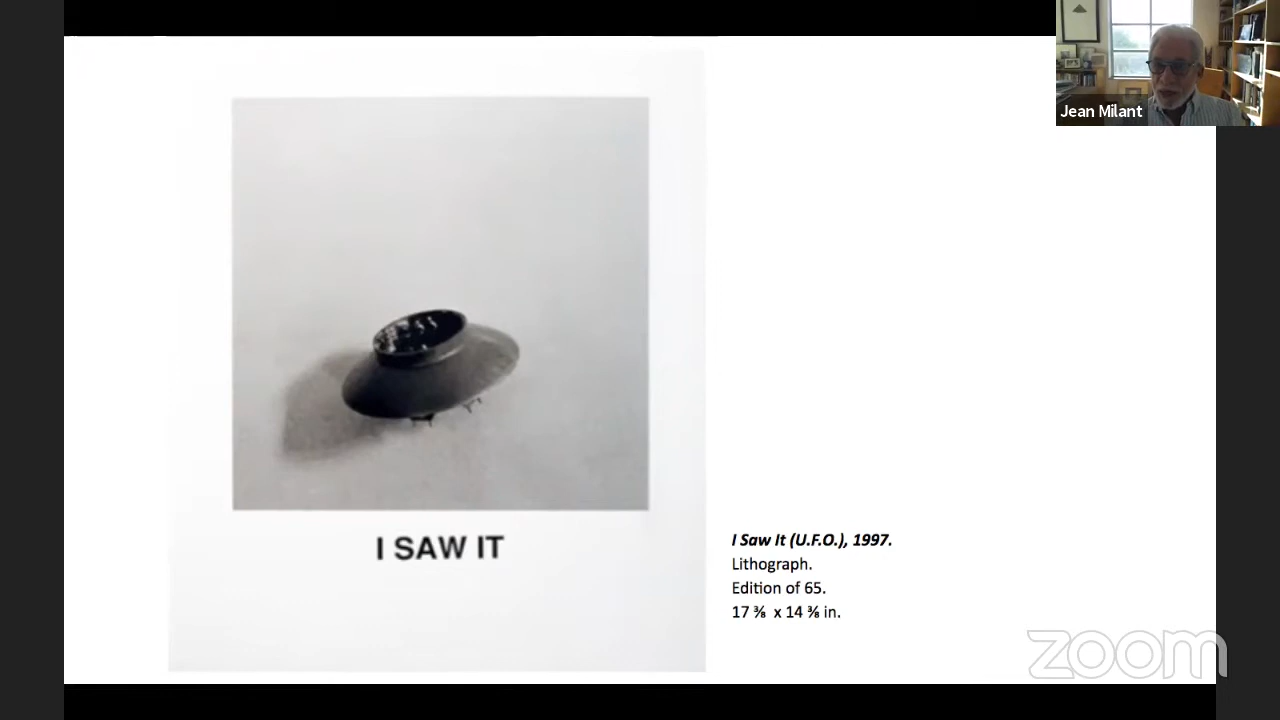 Jean Milant
I SAW IT
I Saw It (U.F.O.), 1997.
Lithograph.
Edition of 65.
17 ⅜ x 14 ⅜ in.
zoom